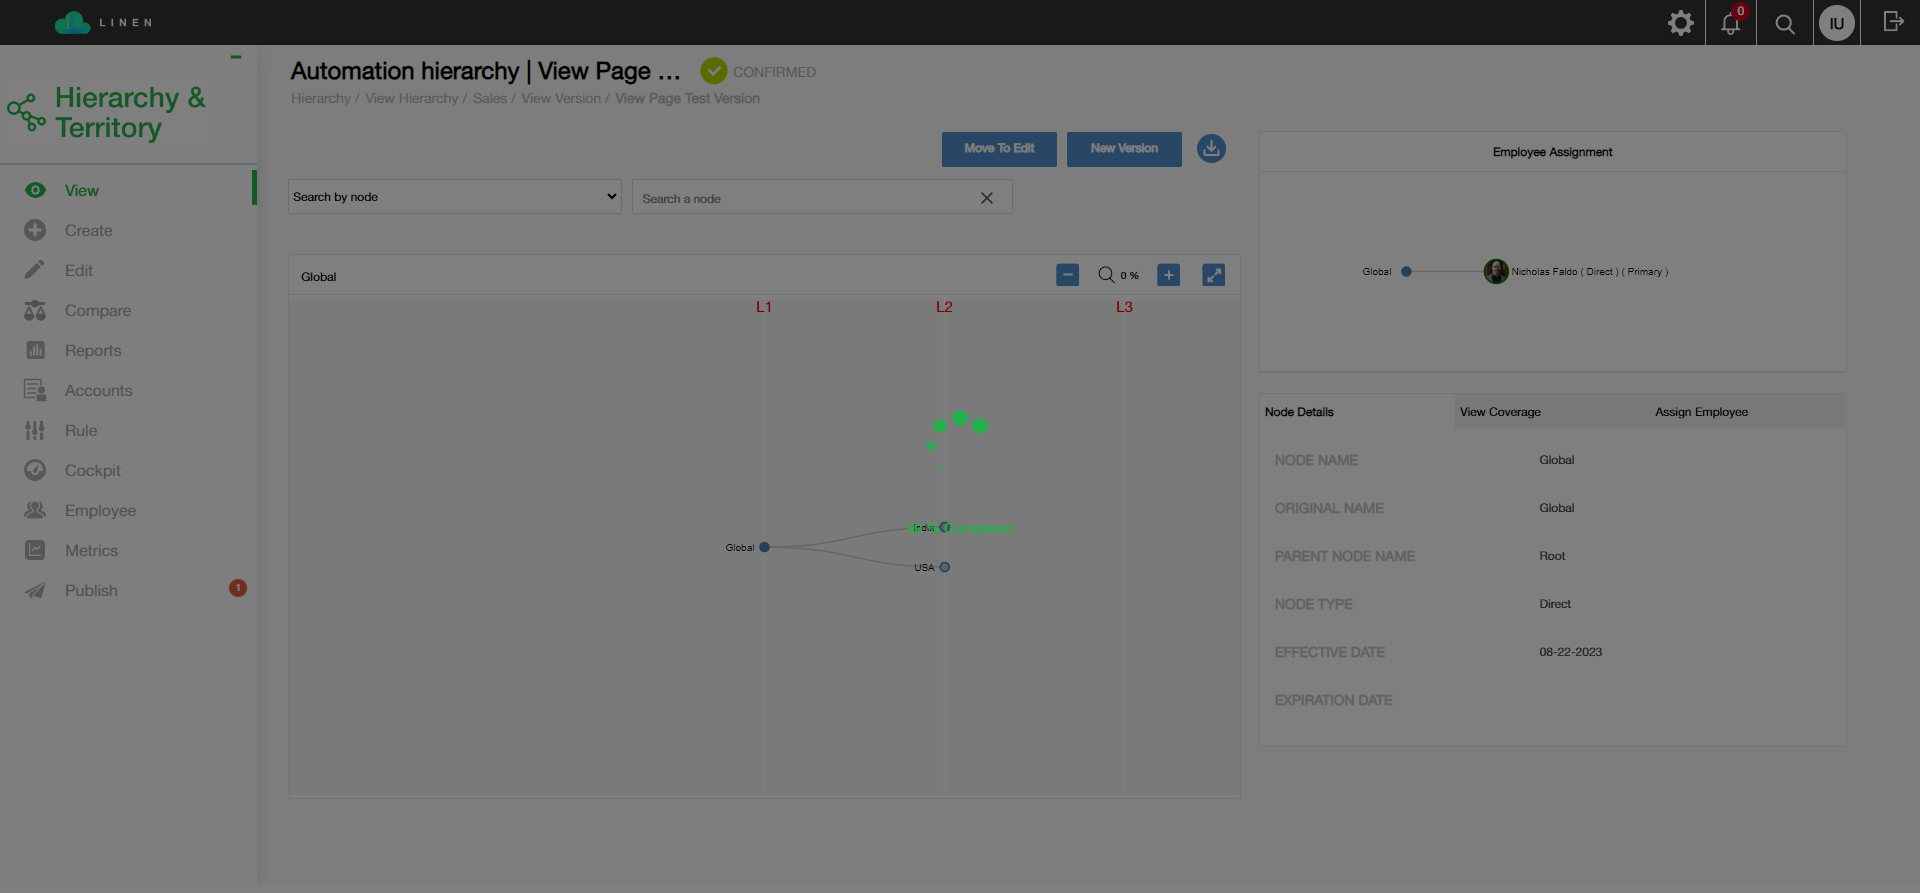 LINEN
0
IU
Hierarchy &
Territory
View
Create
Edit
Compare
Reports
Accounts
Rule
Cockpit
Employee
Metrics
Publish
1
Automation hierarchy | View Page ...
CONFIRMED
Hierarchy / View Hierarchy / Sales / View Version / View Page Test Version
Move To Edit
New Version
Search by node
Search a node
Global
0 %
L1
L2
L3
Global
India
Completed
USA
Employee Assignment
Global
Nicholas Faldo ( Direct ) ( Primary )
Node Details
View Coverage
Assign Employee
NODE NAME
Global
ORIGINAL NAME
Global
PARENT NODE NAME
Root
NODE TYPE
Direct
EFFECTIVE DATE
08-22-2023
EXPIRATION DATE